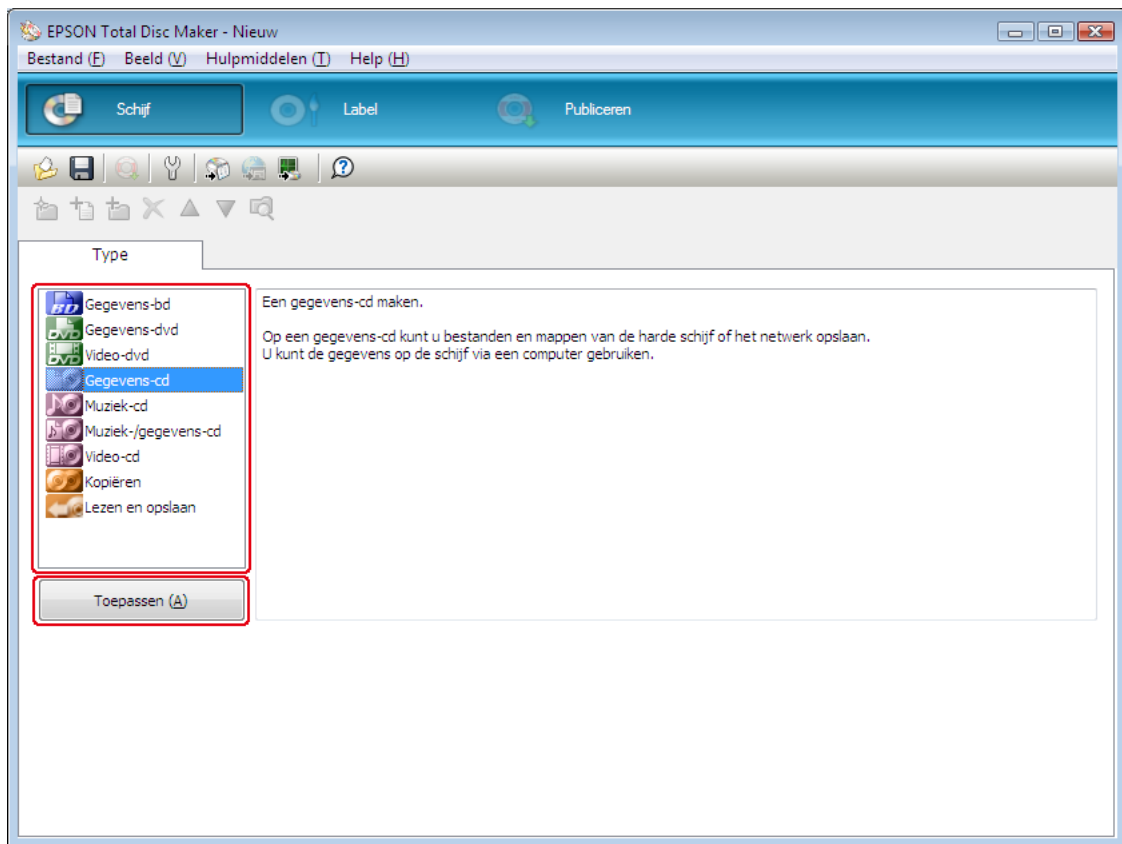 EPSON Total Disc Maker - Nieuw
Bestand (F) Beeld (V) Hulpmiddelen (T) Help (H)
Schijf Label Publiceren
Type
BD Gegevens-bd
DVD Gegevens-dvd
DVD Video-dvd
Gegevens-cd
Muziek-cd
Muziek-/gegevens-cd
Video-cd
Kopiëren
Lezen en opslaan
Toepassen (A)
Een gegevens-cd maken.
Op een gegevens-cd kunt u bestanden en mappen van de harde schijf of het netwerk opslaan.
U kunt de gegevens op de schijf via een computer gebruiken.